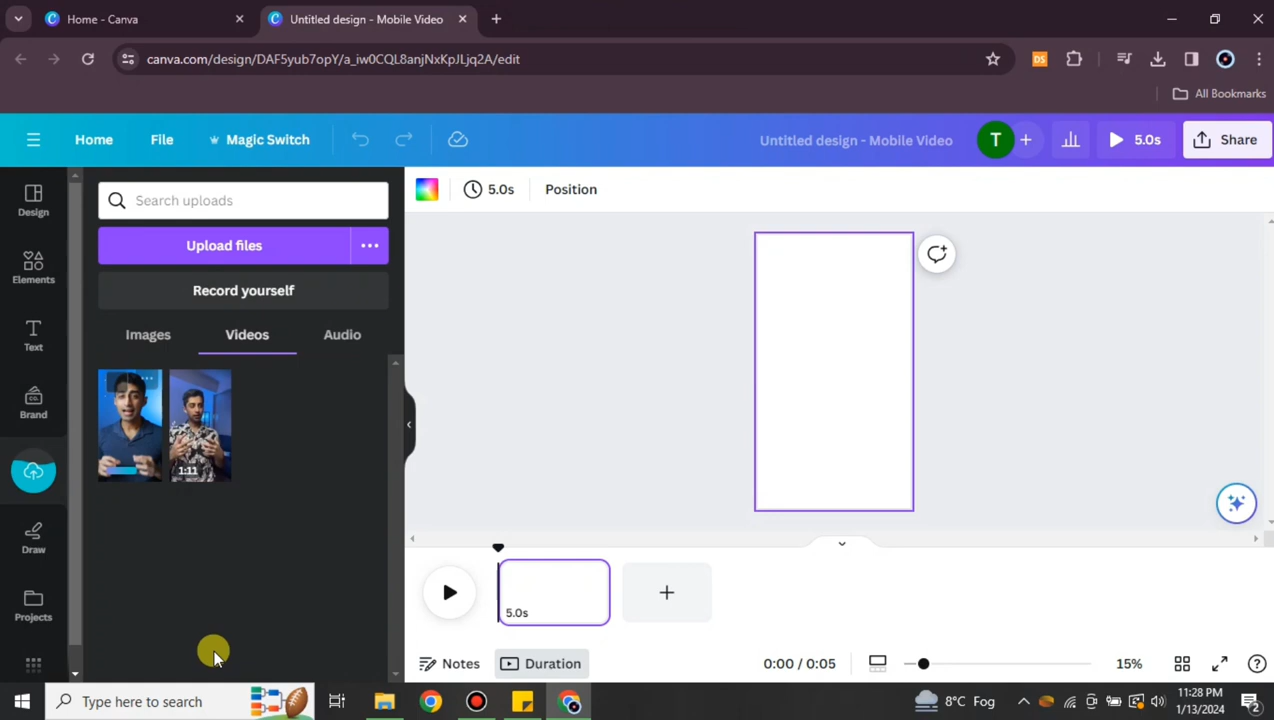 Home - Canva
Untitled design - Mobile Video
canva.com/design/DAF5yub7opY/a_iw0CQL8anjNxKpJLjq2A/edit
DS
All Bookmarks
Home
File
Magic Switch
Untitled design - Mobile Video
T
5.0s
Share
Design
Elements
Text
Brand
Draw
Projects
Search uploads
Upload files
Record yourself
Images
Videos
Audio
1:11
5.0s
Position
5.0s
Notes
Duration
0:00 / 0:05
15%
Type here to search
8°C Fog
11:28 PM
1/13/2024
2